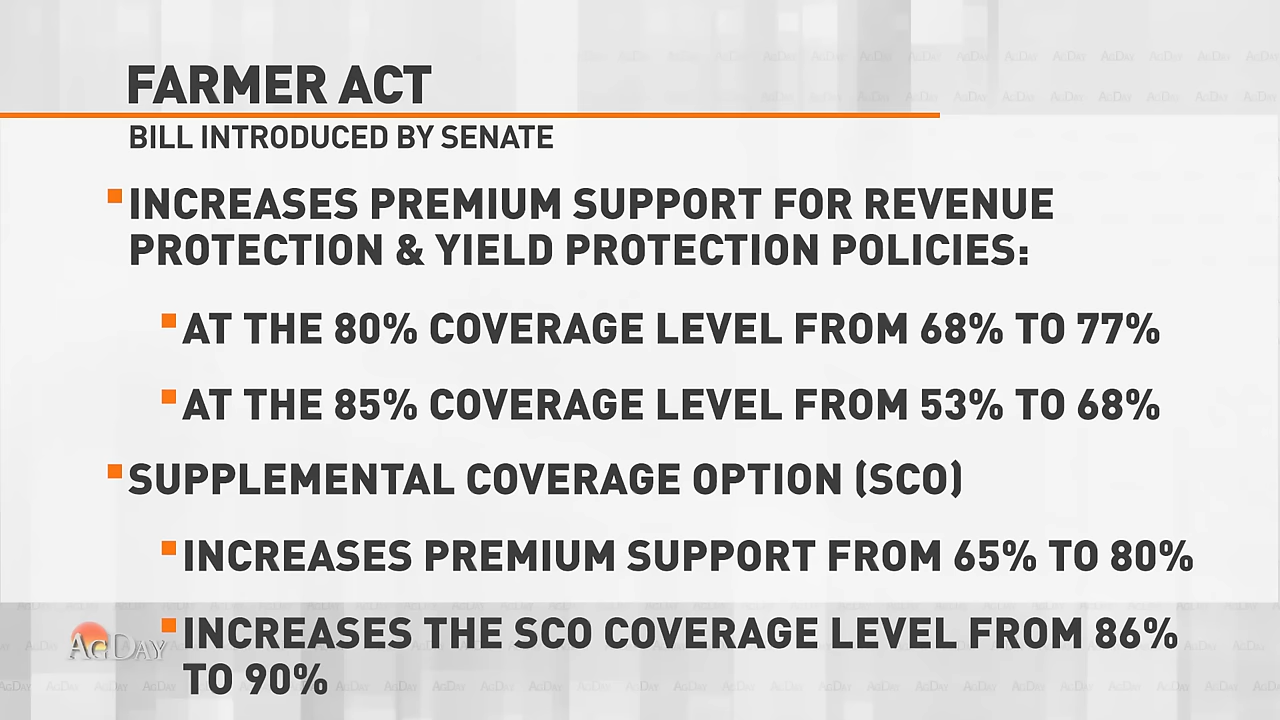 FARMER ACT
BILL INTRODUCED BY SENATE
INCREASES PREMIUM SUPPORT FOR REVENUE
PROTECTION & YIELD PROTECTION POLICIES:
AT THE 80% COVERAGE LEVEL FROM 68% TO 77%
AT THE 85% COVERAGE LEVEL FROM 53% TO 68%
SUPPLEMENTAL COVERAGE OPTION (SCO)
INCREASES PREMIUM SUPPORT FROM 65% TO 80%
INCREASES THE SCO COVERAGE LEVEL FROM 86%
TO 90%
AGDAY